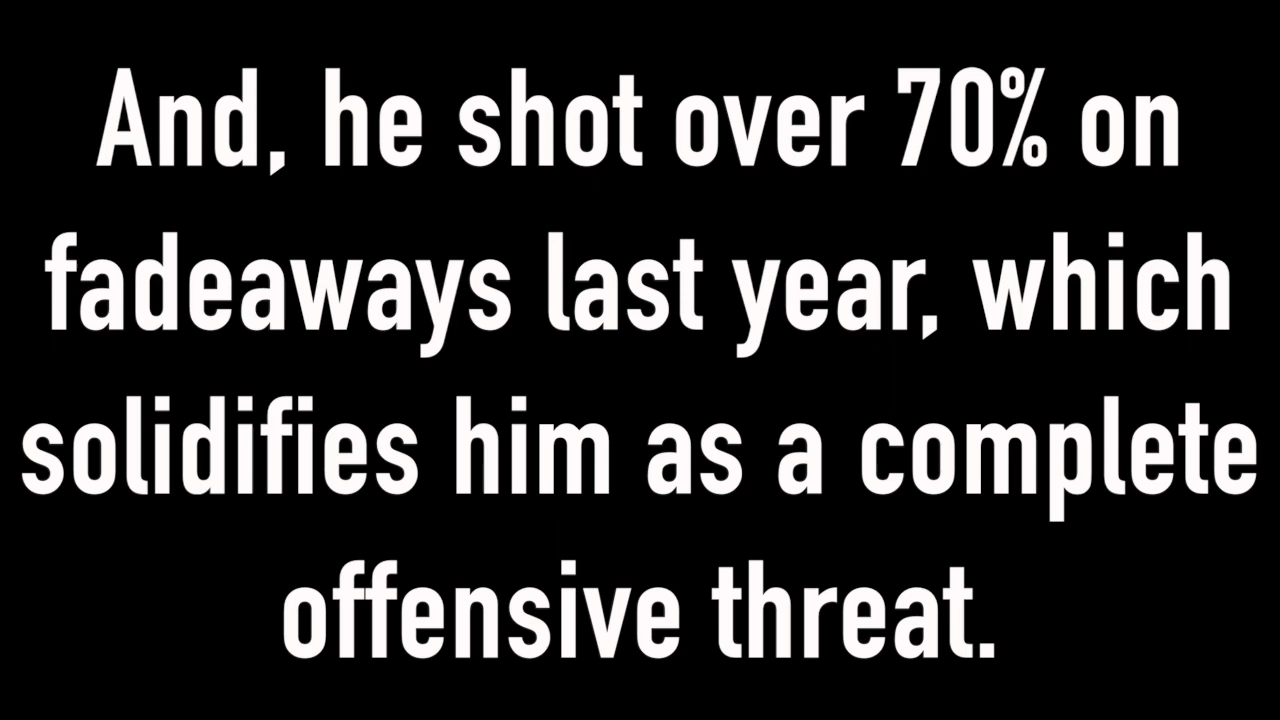 And, he shot over 70% on
fadeaways last year, which
solidifies him as a complete
offensive threat.